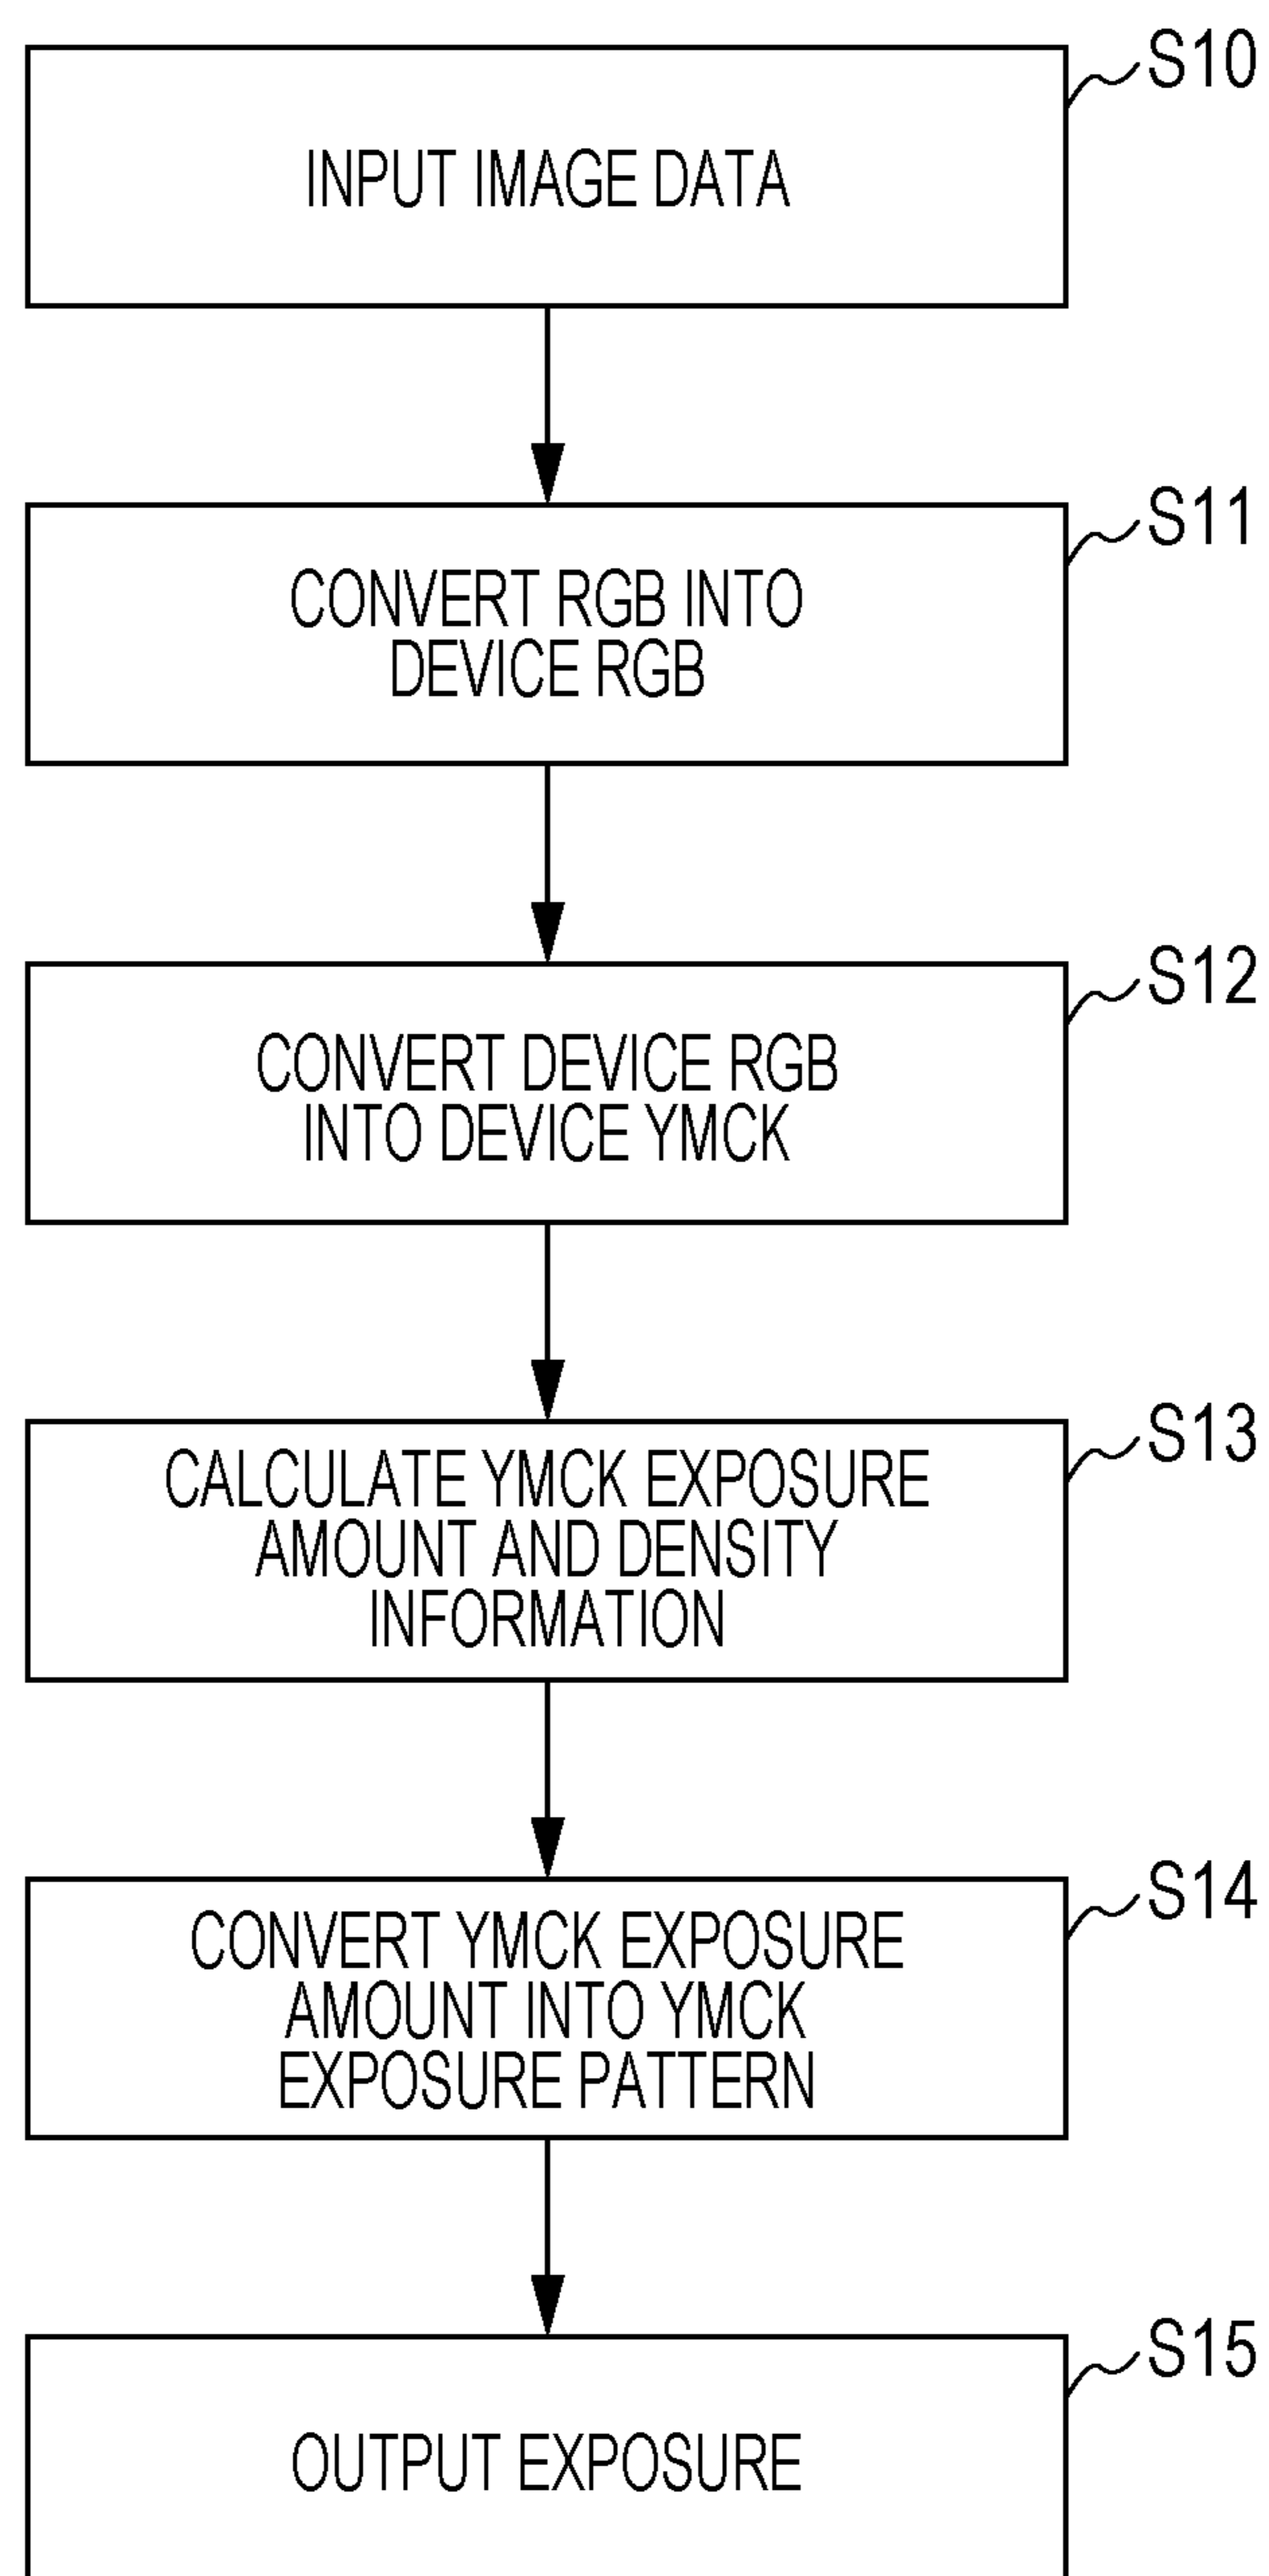 S10
INPUT IMAGE DATA
S11
CONVERT RGB INTO
DEVICE RGB
S12
CONVERT DEVICE RGB
INTO DEVICE YMCK
S13
CALCULATE YMCK EXPOSURE
AMOUNT AND DENSITY
INFORMATION
S14
CONVERT YMCK EXPOSURE
AMOUNT INTO YMCK
EXPOSURE PATTERN
S15
OUTPUT EXPOSURE